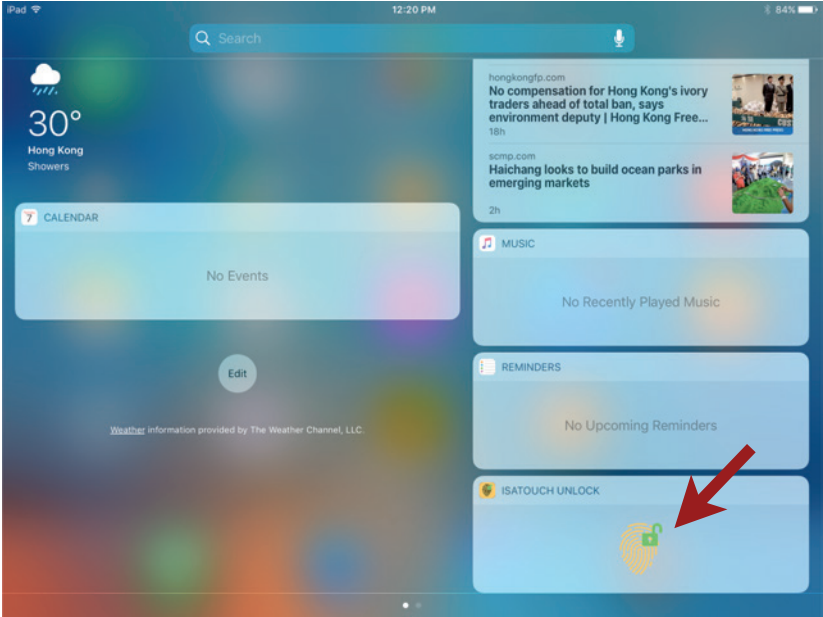 iPad
12:20 PM
84%
Search
30°
Hong Kong
Showers
7 CALENDAR
No Events
Edit
Weather information provided by The Weather Channel, LLC.
hongkongfp.com
No compensation for Hong Kong's ivory
traders ahead of total ban, says
environment deputy | Hong Kong Free...
16h
scmp.com
Haichang looks to build ocean parks in
emerging markets
2h
MUSIC
No Recently Played Music
REMINDERS
No Upcoming Reminders
ISATOUCH UNLOCK